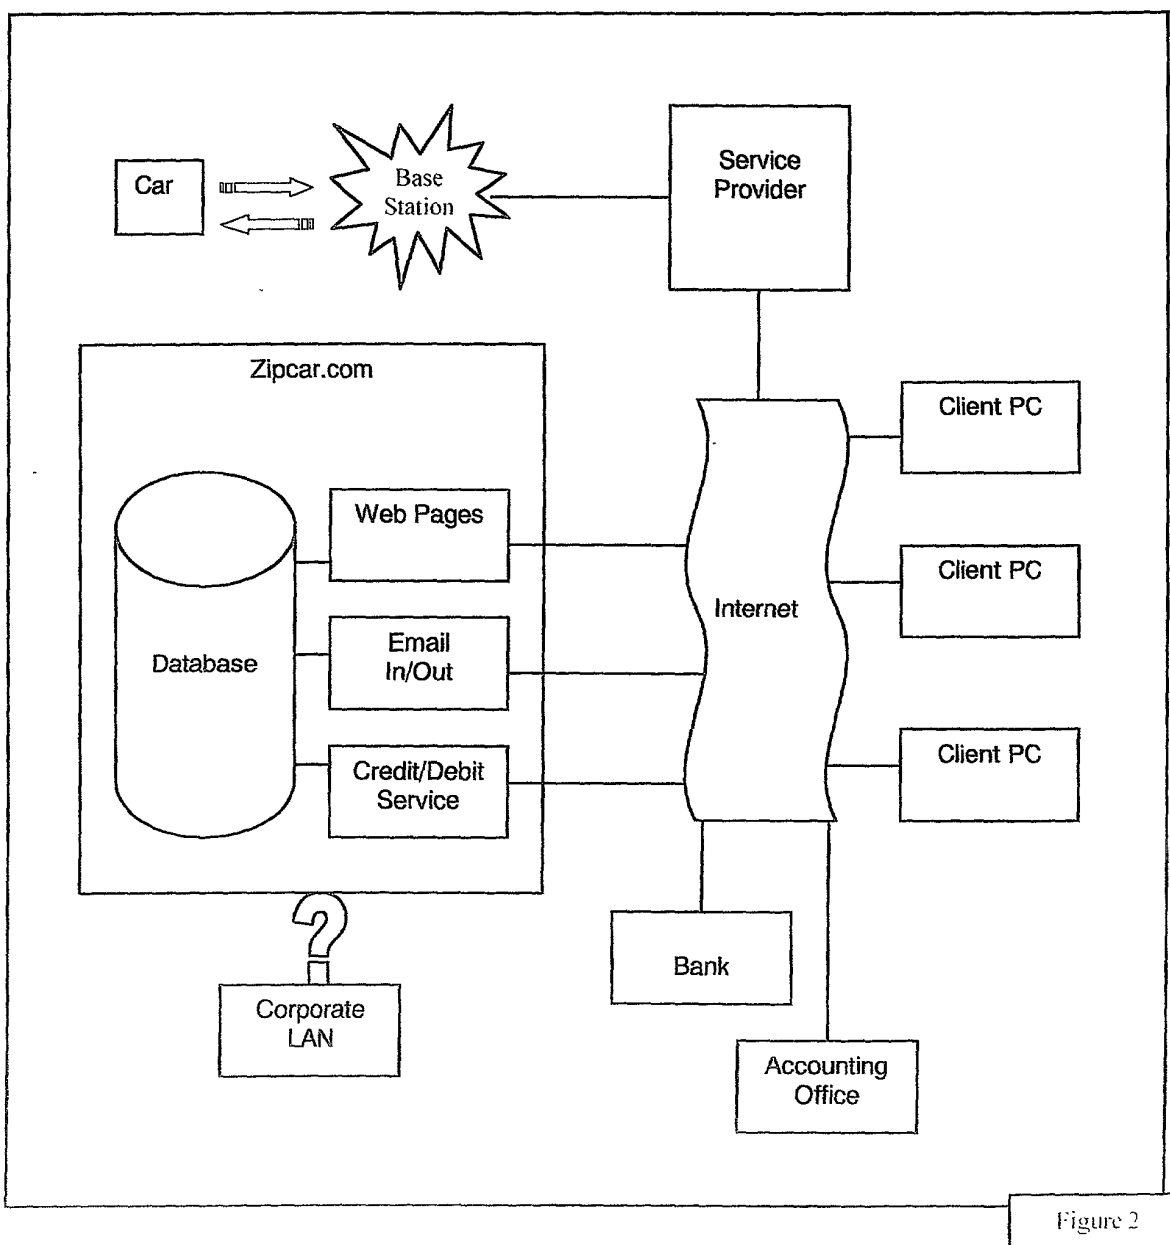 Car
Base
Station
Service
Provider
Zipcar.com
Client PC
Web Pages
Client PC
Internet
Email
In/Out
Database
Client PC
Credit/Debit
Service
?
Bank
Corporate
LAN
Accounting
Office
Figure 2